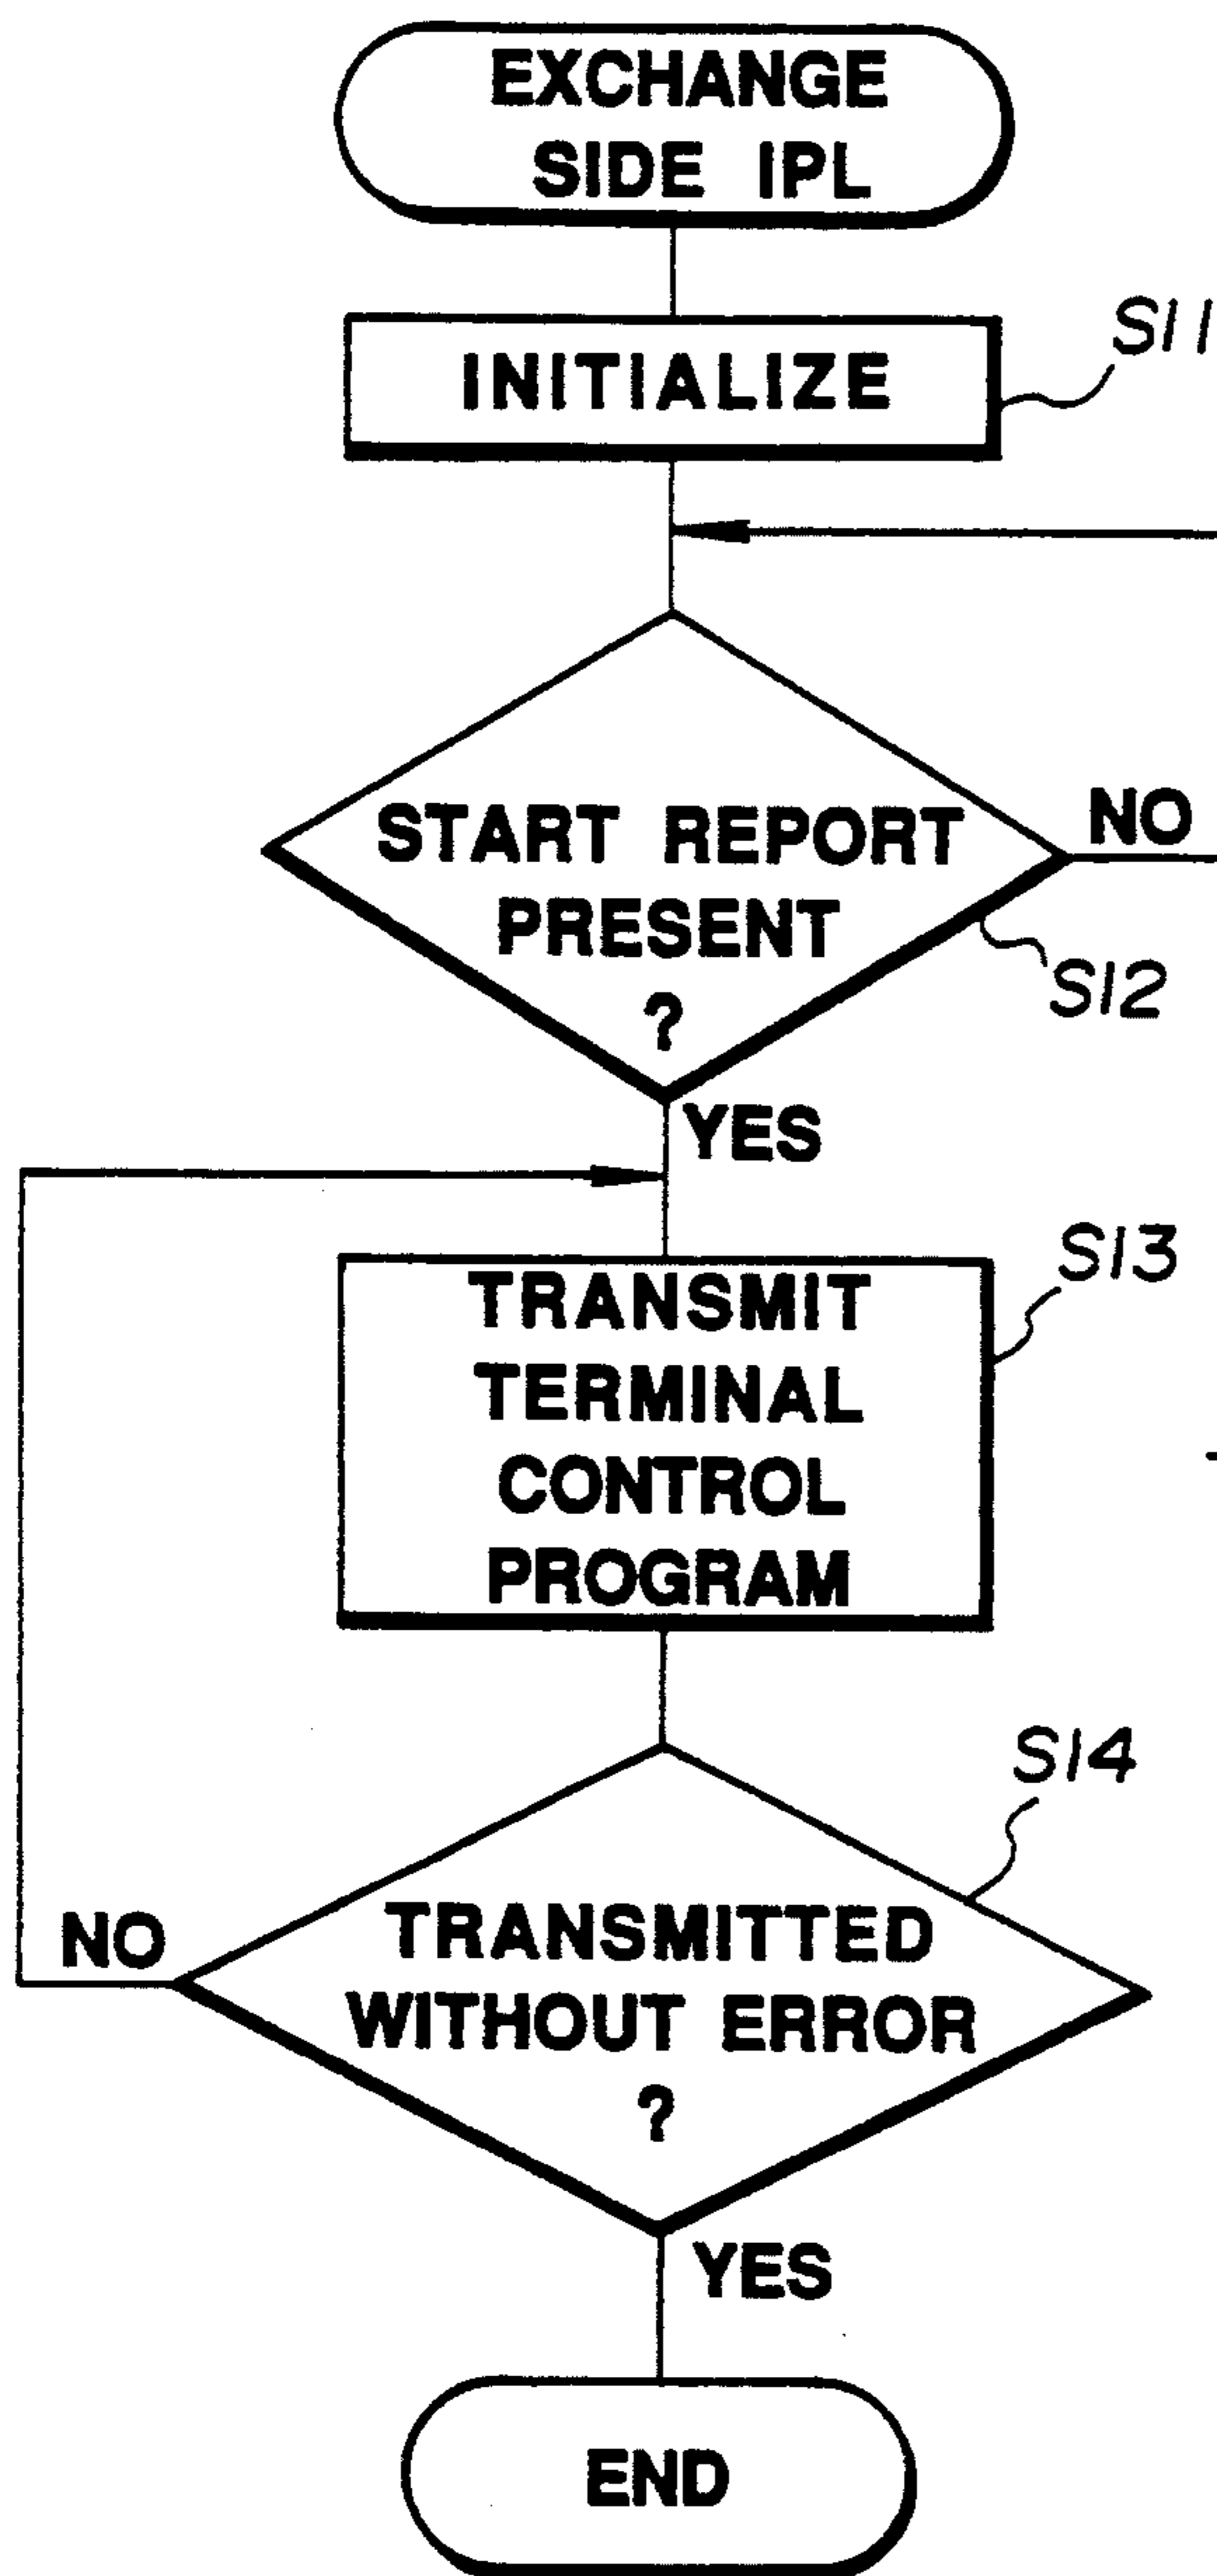 EXCHANGE
SIDE IPL
INITIALIZE
S11
START REPORT
PRESENT
?
NO
S12
YES
TRANSMIT
TERMINAL
CONTROL
PROGRAM
S13
S14
TRANSMITTED
WITHOUT ERROR
?
NO
YES
END